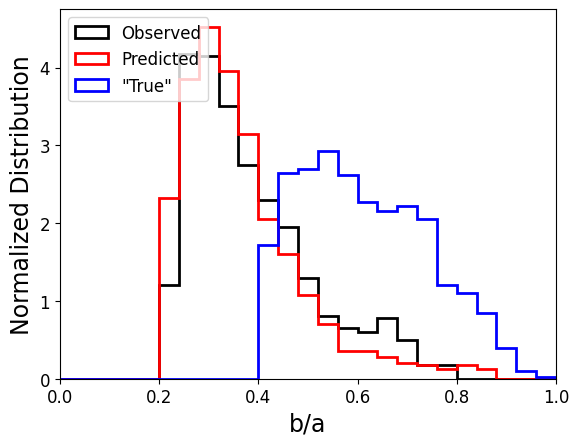 Observed
Predicted
"True"
Normalized Distribution
4
3
2
1
0
0.0 0.2 0.4 0.6 0.8 1.0
b/a